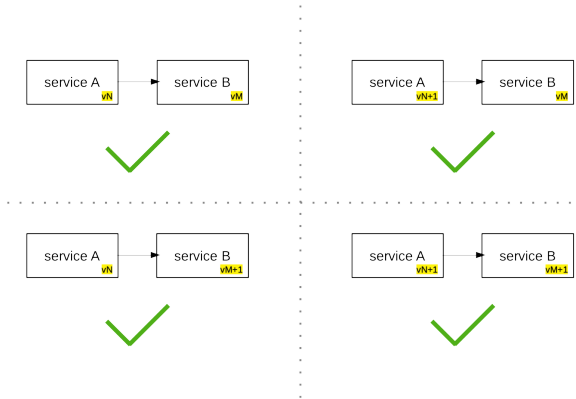 service A
vN
service B
vM
service A
vN+1
service B
vM
service A
vN
service B
vM+1
service A
vN+1
service B
vM+1